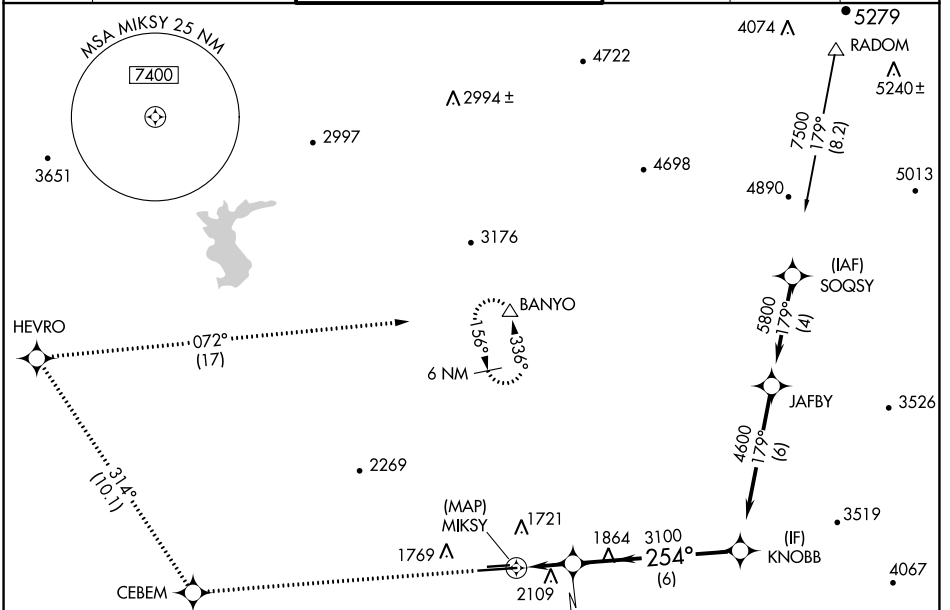 MSA MIKSY 25 NM
7400
4074
5279
RADOM
5240 ±
4722
2994 ±
2997
3651
7500
179°
(8.2)
4698
4890
5013
3176
(IAF)
SOQSY
BANYO
5800
179°
(4)
HEVRO
072°
(17)
156°
336°
6 NM
JAFBY
3526
4600
179°
(6)
314°
(10.1)
2269
(MAP)
MIKSY
1721
3519
1769
1864
3100
254°
(6)
(IF)
KNOBB
4067
CEBEM
2109